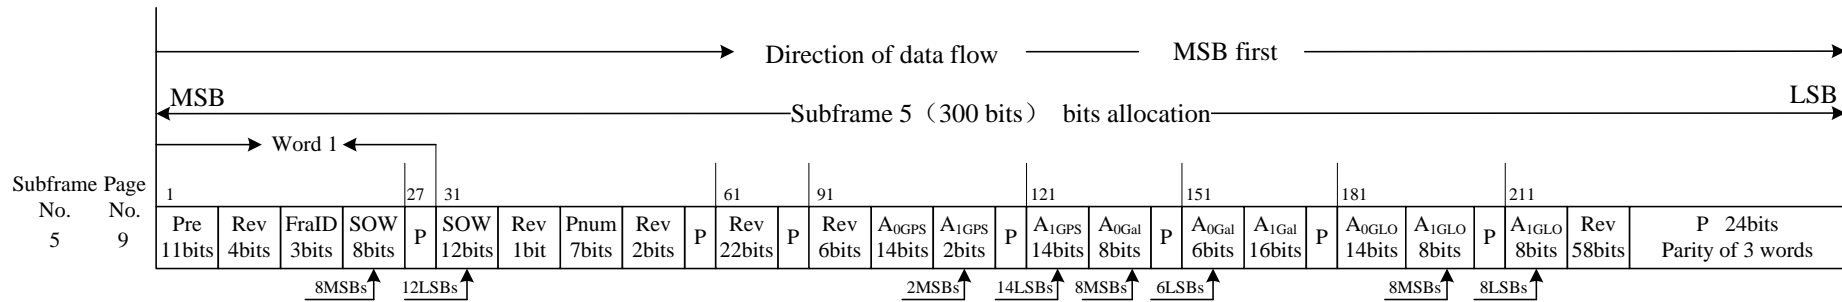 Direction of data flow MSB first
MSB LSB
Subframe 5（300 bits） bits allocation
Word 1
Subframe Page
No. No.
5 9
1 27 31 61 91 121 151 181 211
Pre 11bits
Rev 4bits
FraID 3bits
SOW 8bits
P
SOW 12bits
Rev 1bit
Pnum 7bits
Rev 2bits
P
Rev 22bits
P
Rev 6bits
A0GPS 14bits
A1GPS 2bits
P
A1GPS 14bits
A0Gal 8bits
P
A0Gal 6bits
A1Gal 16bits
P
A0GLO 14bits
A1GLO 8bits
P
A1GLO 8bits
Rev 58bits
P 24bits
Parity of 3 words
8MSBs 12LSBs 2MSBs 14LSBs 8MSBs 6LSBs 8MSBs 8LSBs